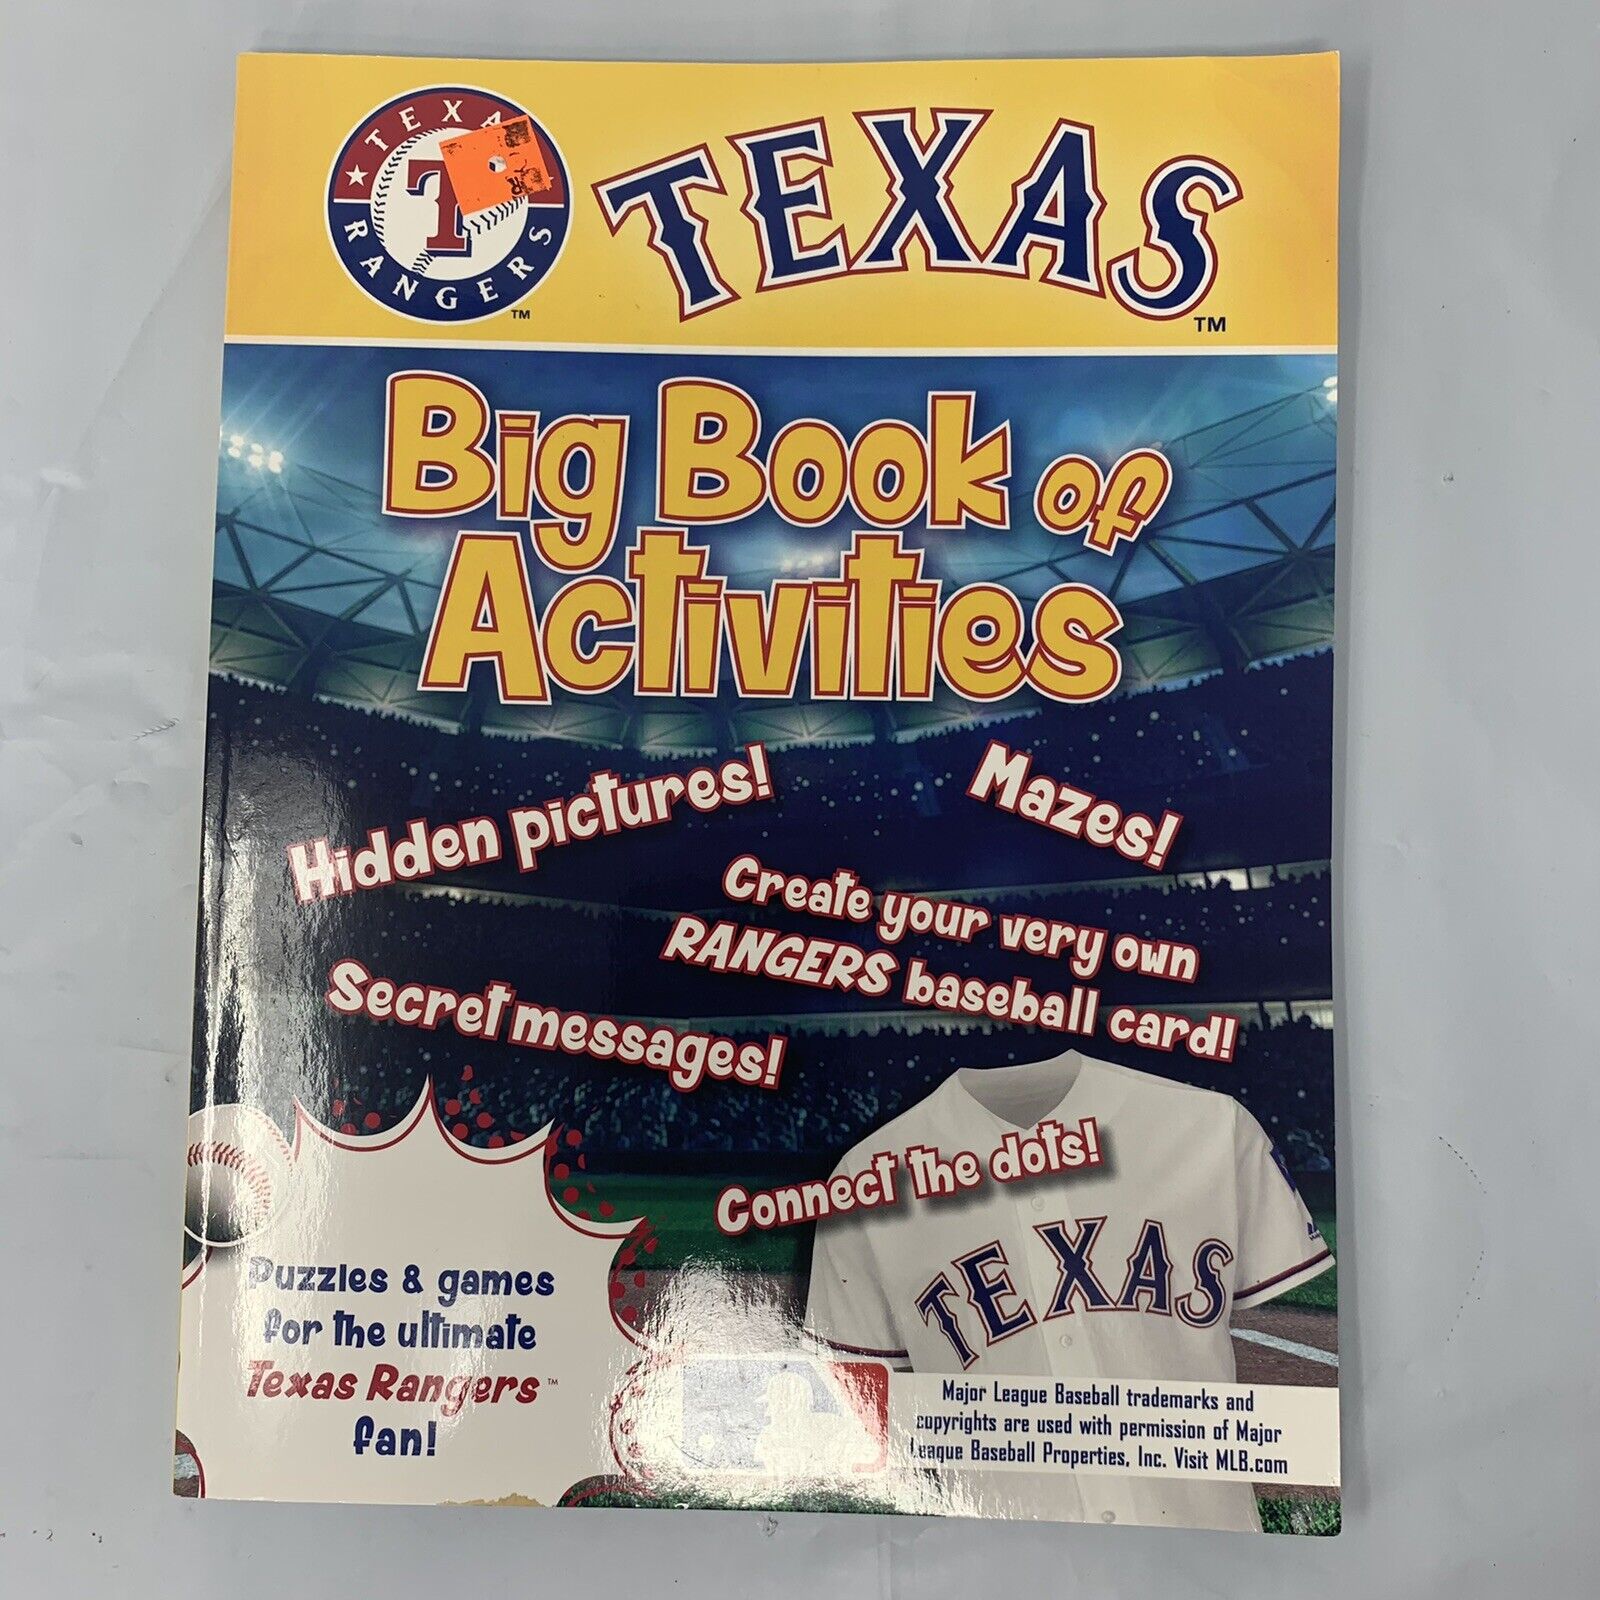 TEXA
RANGERS
TM
TEXAS
TM
Big Book of
Activities
Hidden pictures!
Mazes!
Create your very own
RANGERS baseball card!
Secret messages!
Connect the dots!
TEXAS
Puzzles & games
for the ultimate
Texas Rangers™
fan!
Major League Baseball trademarks and
copyrights are used with permission of Major
League Baseball Properties, Inc. Visit MLB.com